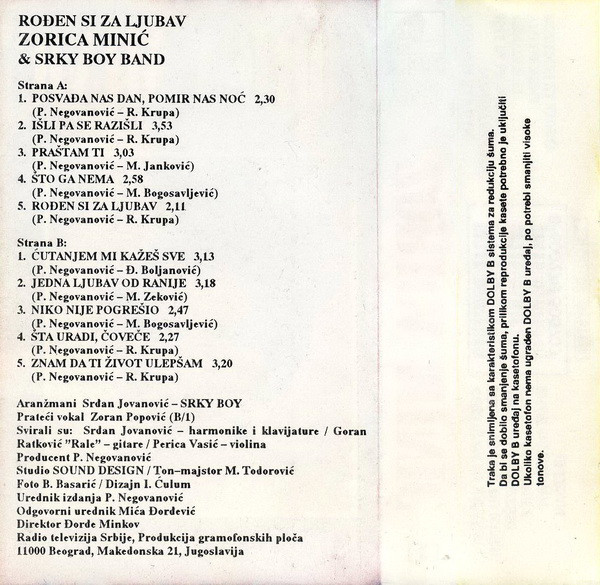 ROĐEN SI ZA LJUBAV
ZORICA MINIĆ
& SRKY BOY BAND
Strana A:
1. POSVAĐA NAS DAN, POMIR NAS NOĆ 2,30
(P. Negovanović – R. Krupa)
2. IŠLI PA SE RAZIŠLI 3,53
(P. Negovanović – R. Krupa)
3. PRAŠTAM TI 3,03
(P. Negovanović – M. Janković)
4. ŠTO GA NEMA 2,58
(P. Negovanović – M. Bogosavljević)
5. ROĐEN SI ZA LJUBAV 2,11
(P. Negovanović – R. Krupa)
Strana B:
1. ĆUTANJEM MI KAŽEŠ SVE 3,13
(P. Negovanović – Đ. Boljanović)
2. JEDNA LJUBAV OD RANIJE 3,18
(P. Negovanović – M. Zeković)
3. NIKO NIJE POGREŠIO 2,47
(P. Negovanović – M. Bogosavljević)
4. ŠTA URADI, ČOVEČE 2,27
(P. Negovanović – R. Krupa)
5. ZNAM DA TI ŽIVOT ULEPŠAM 3,20
(P. Negovanović – R. Krupa)
Aranžmani Srđan Jovanović – SRKY BOY
Prateći vokal Zoran Popović (B/1)
Svirali su: Srđan Jovanović – harmonike i klavijature / Goran
Ratković ”Rale” – gitare / Perica Vasić – violina
Producent P. Negovanović
Studio SOUND DESIGN / Ton–majstor M. Todorović
Foto B. Basarić / Dizajn I. Ćulum
Urednik izdanja P. Negovanović
Odgovorni urednik Mića Đorđević
Direktor Đorđe Minkov
Radio televizija Srbije, Produkcija gramofonskih ploča
11000 Beograd, Makedonska 21, Jugoslavija
Traka je snimljena sa karakteristikom DOLBY B sistema za redukciju šuma.
Da bi se dobilo smanjenje šuma, prilikom reprodukcije kasete potrebno je uključiti
DOLBY B uređaj na kasetofonu.
Ukoliko kasetofon nema ugrađen DOLBY B uređaj, po potrebi smanjiti visoke
tonove.